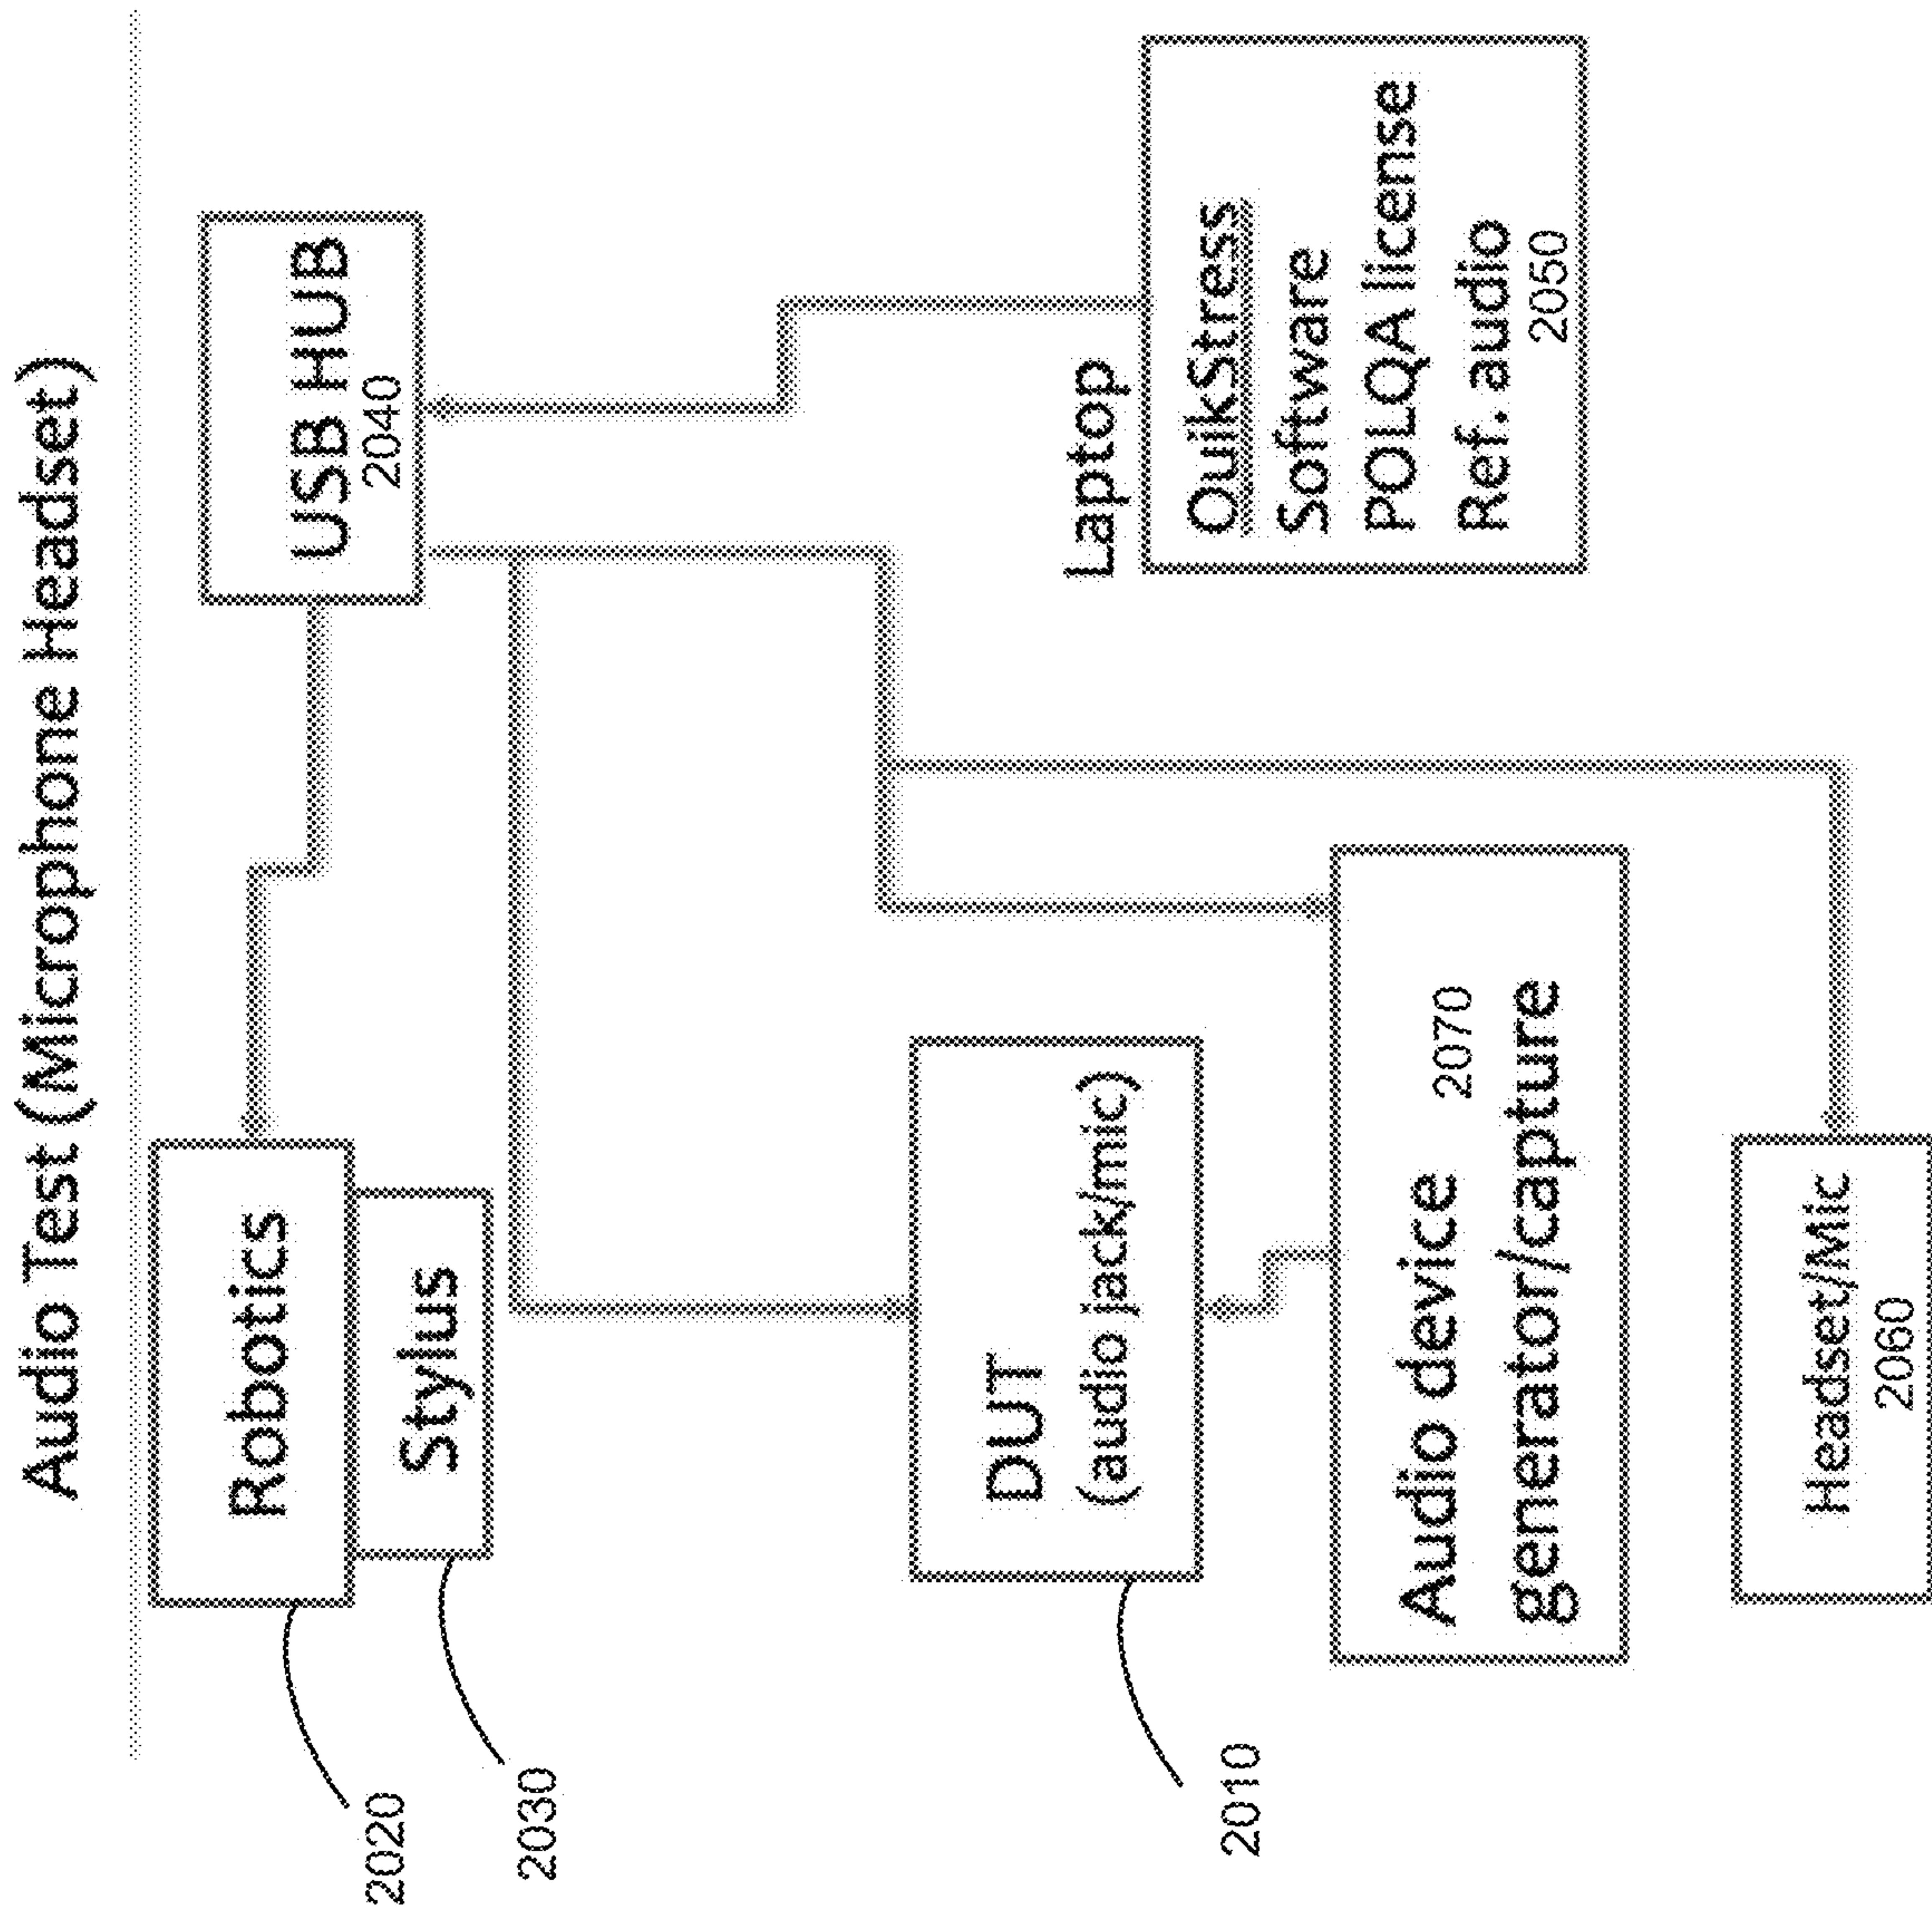 Audio Test (Microphone Headset)
Robotics
Stylus
2020
2030
USB HUB
2040
DUT
(audio jack/mic)
2010
Audio device 2070
generator/capture
Headset/Mic
2060
Laptop
QuikStress
Software
POLQA license
Ref. audio
2050